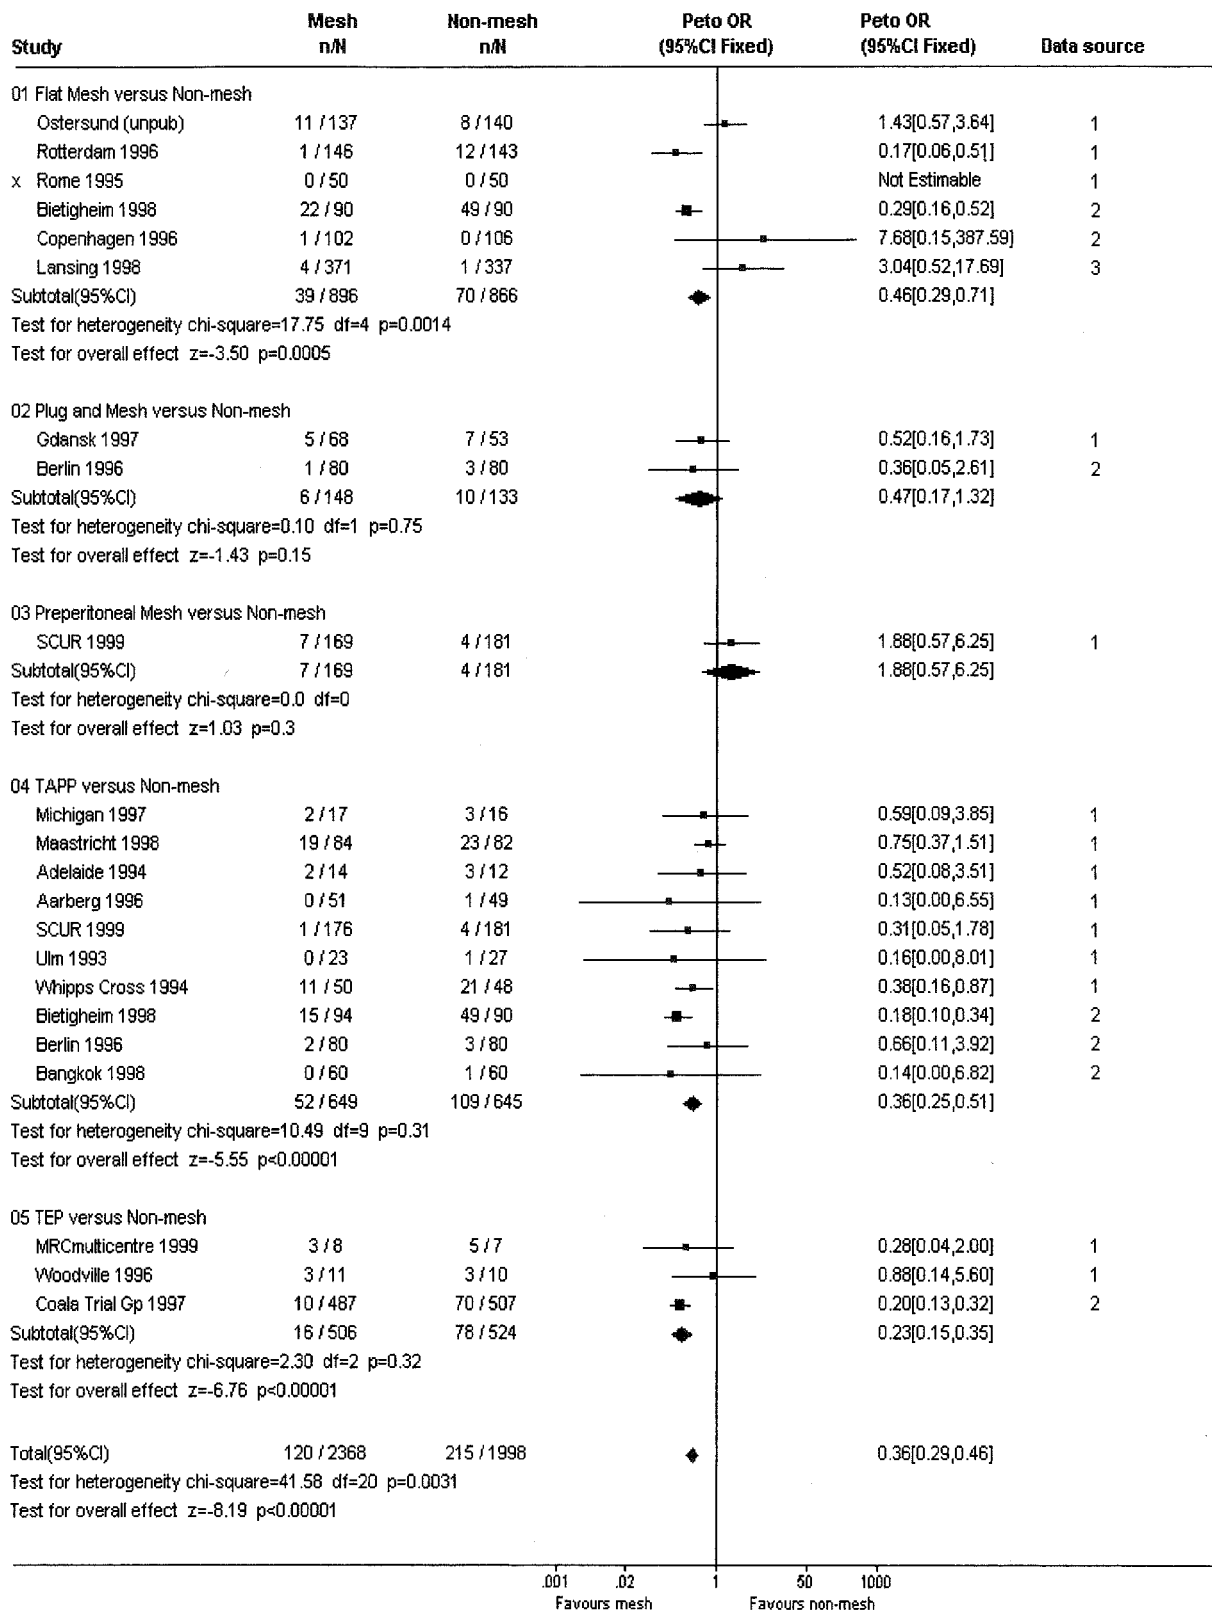 Mesh Non-mesh Peto OR Peto OR
Study n/N n/N (95%CI Fixed) (95%CI Fixed) Data source
01 Flat Mesh versus Non-mesh
Ostersund (unpub) 11 / 137 8 / 140 1.43[0.57,3.64] 1
Rotterdam 1996 1 / 146 12 / 143 0.17[0.06,0.51] 1
x Rome 1995 0 / 50 0 / 50 Not Estimable 1
Bietigheim 1998 22 / 90 49 / 90 0.29[0.16,0.52] 2
Copenhagen 1996 1 / 102 0 / 106 7.68[0.15,387.59] 2
Lansing 1998 4 / 371 1 / 337 3.04[0.52,17.69] 3
Subtotal(95%CI) 39 / 896 70 / 866 0.46[0.29,0.71]
Test for heterogeneity chi-square=17.75 df=4 p=0.0014
Test for overall effect z=-3.50 p=0.0005
02 Plug and Mesh versus Non-mesh
Gdansk 1997 5 / 68 7 / 53 0.52[0.16,1.73] 1
Berlin 1996 1 / 80 3 / 80 0.36[0.05,2.61] 2
Subtotal(95%CI) 6 / 148 10 / 133 0.47[0.17,1.32]
Test for heterogeneity chi-square=0.10 df=1 p=0.75
Test for overall effect z=-1.43 p=0.15
03 Preperitoneal Mesh versus Non-mesh
SCUR 1999 7 / 169 4 / 181 1.88[0.57,6.25] 1
Subtotal(95%CI) 7 / 169 4 / 181 1.88[0.57,6.25]
Test for heterogeneity chi-square=0.0 df=0
Test for overall effect z=1.03 p=0.3
04 TAPP versus Non-mesh
Michigan 1997 2 / 17 3 / 16 0.59[0.09,3.85] 1
Maastricht 1998 19 / 84 23 / 82 0.75[0.37,1.51] 1
Adelaide 1994 2 / 14 3 / 12 0.52[0.08,3.51] 1
Aarberg 1996 0 / 51 1 / 49 0.13[0.00,6.55] 1
SCUR 1999 1 / 176 4 / 181 0.31[0.05,1.78] 1
Ulm 1993 0 / 23 1 / 27 0.16[0.00,8.01] 1
Whipps Cross 1994 11 / 50 21 / 48 0.38[0.16,0.87] 1
Bietigheim 1998 15 / 94 49 / 90 0.18[0.10,0.34] 2
Berlin 1996 2 / 80 3 / 80 0.66[0.11,3.92] 2
Bangkok 1998 0 / 60 1 / 60 0.14[0.00,6.82] 2
Subtotal(95%CI) 52 / 649 109 / 645 0.36[0.25,0.51]
Test for heterogeneity chi-square=10.49 df=9 p=0.31
Test for overall effect z=-5.55 p<0.00001
05 TEP versus Non-mesh
MRCmulticentre 1999 3 / 8 5 / 7 0.28[0.04,2.00] 1
Woodville 1996 3 / 11 3 / 10 0.88[0.14,5.60] 1
Coala Trial Gp 1997 10 / 487 70 / 507 0.20[0.13,0.32] 2
Subtotal(95%CI) 16 / 506 78 / 524 0.23[0.15,0.35]
Test for heterogeneity chi-square=2.30 df=2 p=0.32
Test for overall effect z=-6.76 p<0.00001
Total(95%CI) 120 / 2368 215 / 1998 0.36[0.29,0.46]
Test for heterogeneity chi-square=41.58 df=20 p=0.0031
Test for overall effect z=-8.19 p<0.00001
.001 .02 1 50 1000
Favours mesh Favours non-mesh